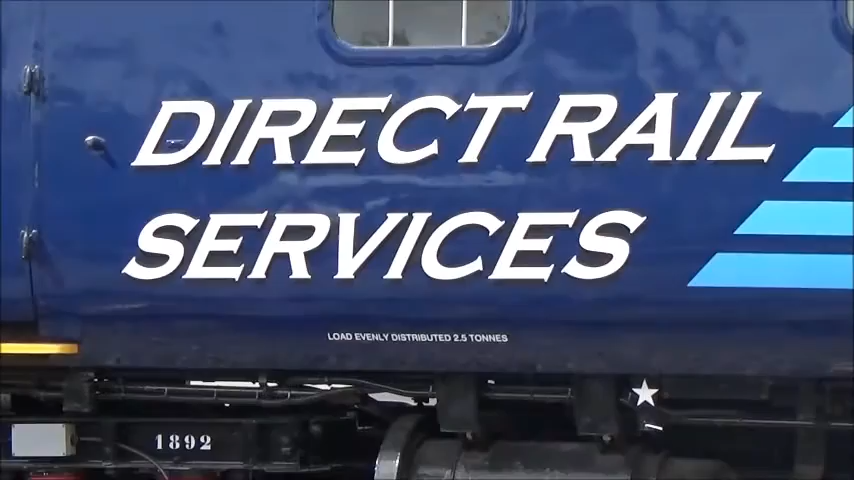 DIRECT RAIL
SERVICES
LOAD EVENLY DISTRIBUTED 2.5 TONNES
1892